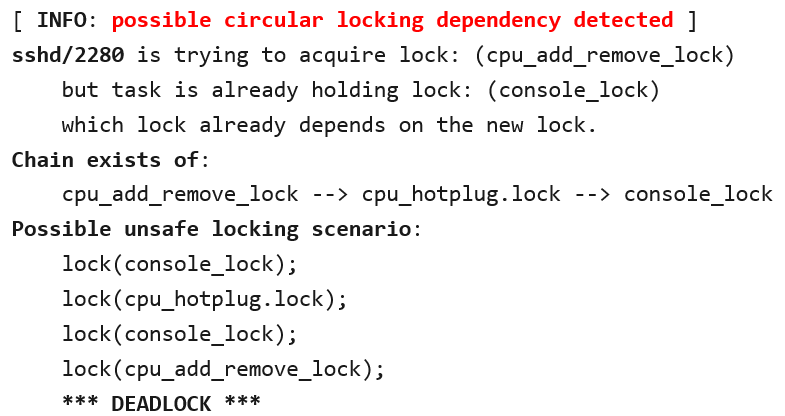 [ INFO: possible circular locking dependency detected ]
sshd/2280 is trying to acquire lock: (cpu_add_remove_lock)
but task is already holding lock: (console_lock)
which lock already depends on the new lock.
Chain exists of:
cpu_add_remove_lock --> cpu_hotplug.lock --> console_lock
Possible unsafe locking scenario:
lock(console_lock);
lock(cpu_hotplug.lock);
lock(console_lock);
lock(cpu_add_remove_lock);
*** DEADLOCK ***